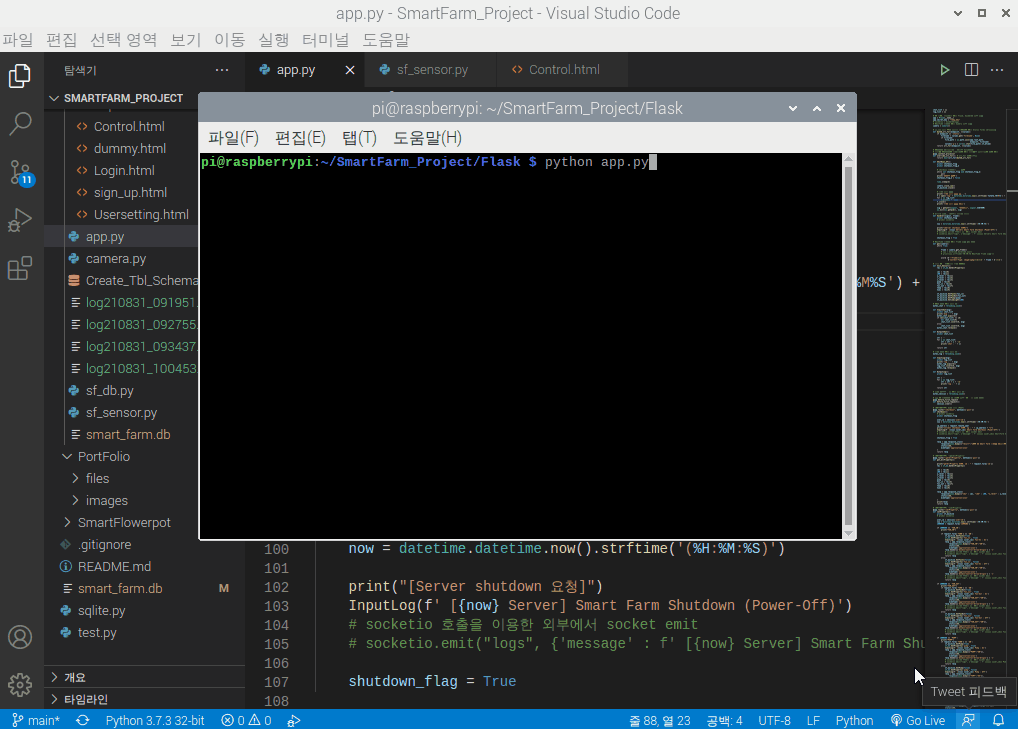 app.py - SmartFarm_Project - Visual Studio Code
파일 편집 선택 영역 보기 이동 실행 터미널 도움말
탐색기
app.py
sf_sensor.py
Control.html
SMARTFARM_PROJECT
Control.html
dummy.html
Login.html
sign_up.html
Usersetting.html
app.py
camera.py
Create_Tbl_Schema
log210831_091951.
log210831_092755.
log210831_093437.
log210831_100453.
sf_db.py
sf_sensor.py
smart_farm.db
PortFolio
files
images
SmartFlowerpot
.gitignore
README.md
smart_farm.db M
sqlite.py
test.py
개요
타임라인
11
pi@raspberrypi: ~/SmartFarm_Project/Flask
파일(F) 편집(E) 탭(T) 도움말(H)
pi@raspberrypi:~/SmartFarm_Project/Flask $ python app.py
%M%S') +
100 now = datetime.datetime.now().strftime('(%H:%M:%S)')
101
102 print("[Server shutdown 요청]")
103 InputLog(f' [{now} Server] Smart Farm Shutdown (Power-Off)')
104 # socketio 호출을 이용한 외부에서 socket emit
105 # socketio.emit("logs", {'message' : f' [{now} Server] Smart Farm Shu
106
107 shutdown_flag = True
108
Tweet 피드백
main* Python 3.7.3 32-bit 0 0 줄 88, 열 23 공백: 4 UTF-8 LF Python Go Live